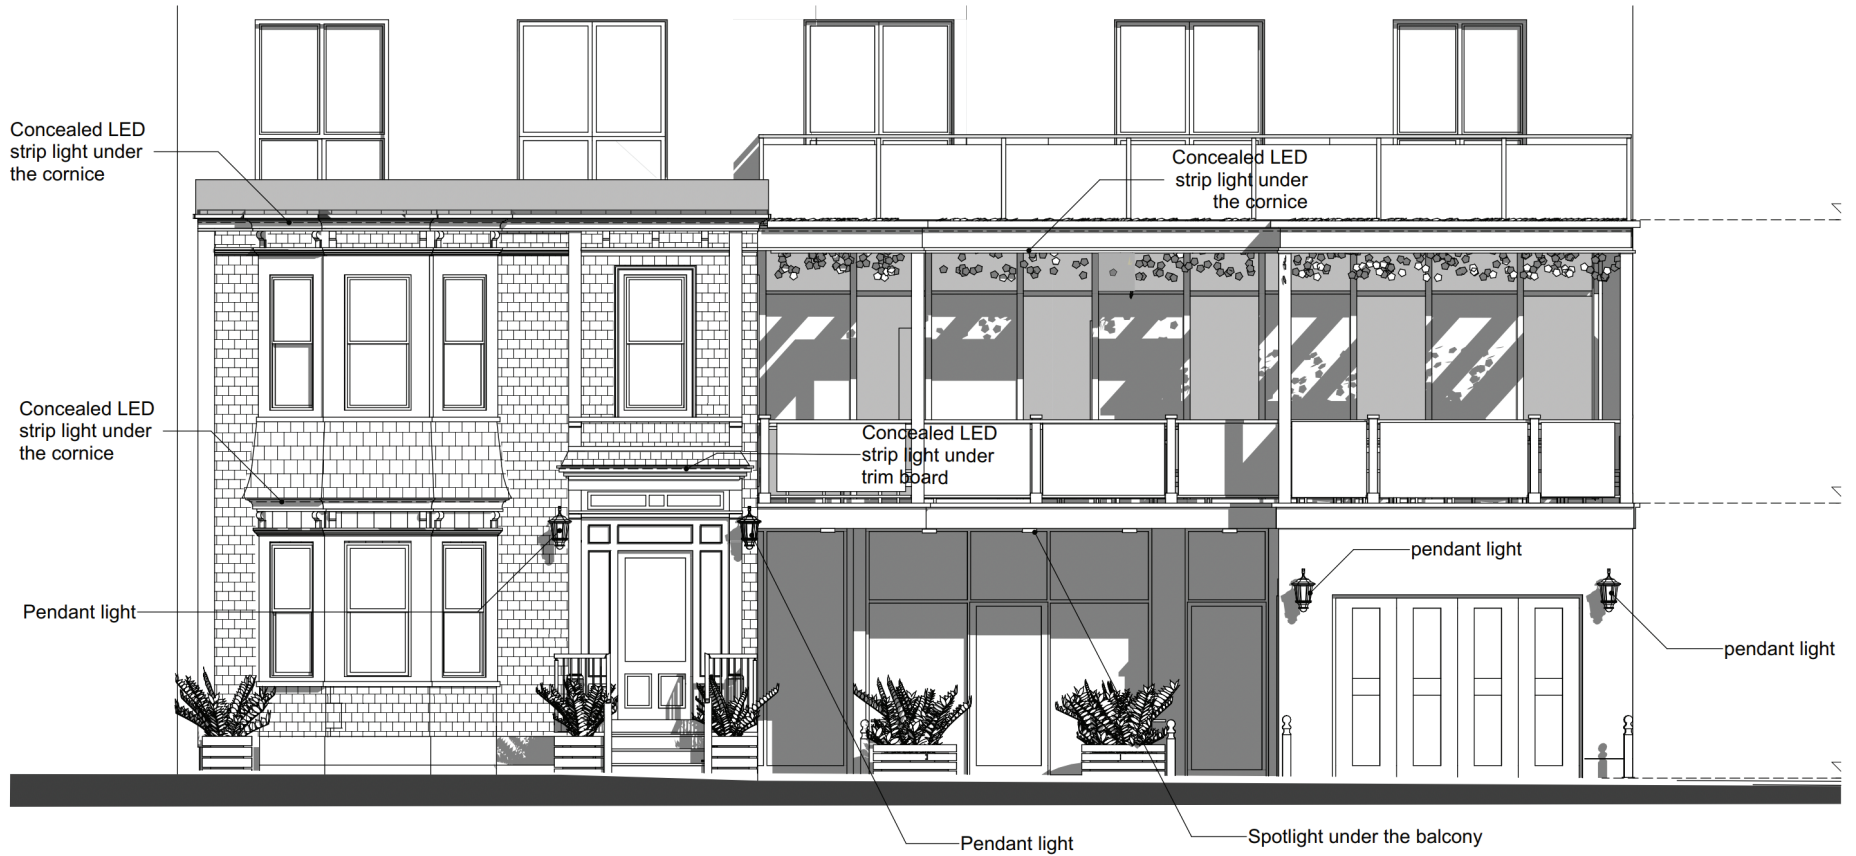 Concealed LED
strip light under
the cornice
Concealed LED
strip light under
the cornice
Concealed LED
strip light under
the cornice
Concealed LED
strip light under
trim board
pendant light
Pendant light
pendant light
Pendant light
Spotlight under the balcony